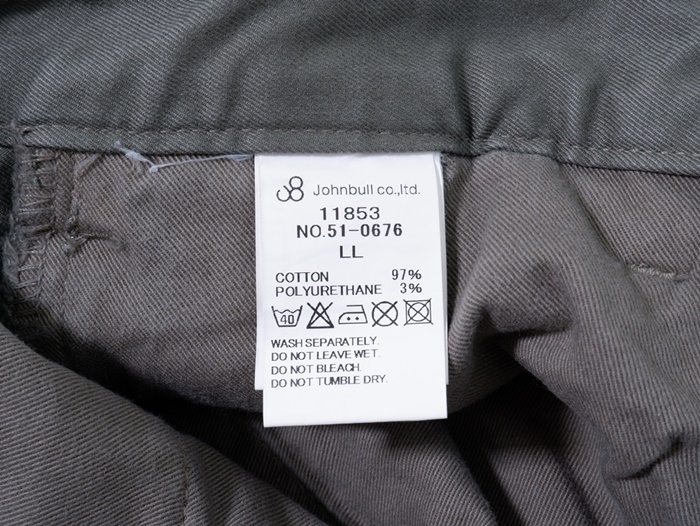 Johnbull co.,ltd.
11853
NO.51-0676
LL
COTTON 97%
POLYURETHANE 3%
40
WASH SEPARATELY.
DO NOT LEAVE WET.
DO NOT BLEACH.
DO NOT TUMBLE DRY.